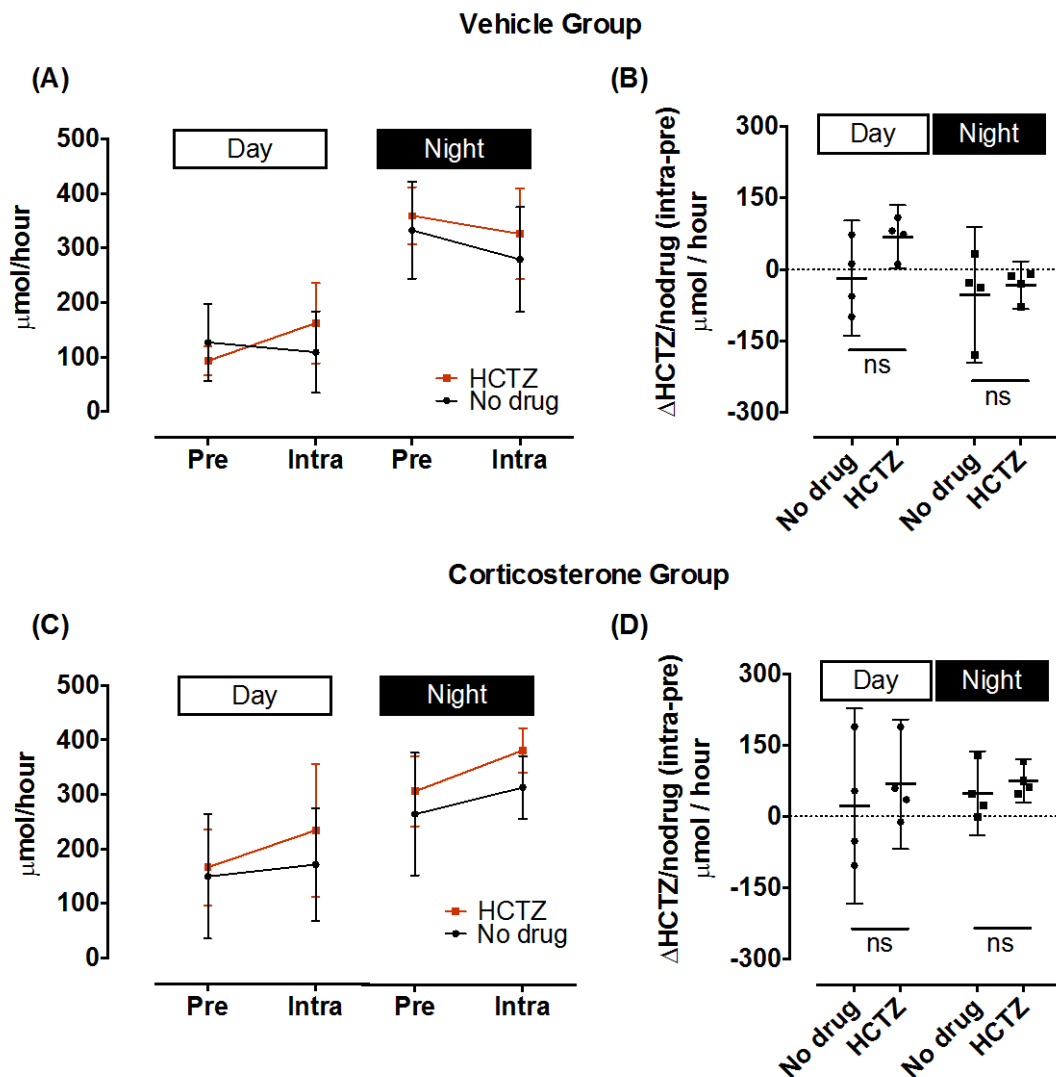 Vehicle Group
(A)
Day
Night
500
400
300
200
100
0
μmol/hour
HCTZ
No drug
Pre
Intra
Pre
Intra
(B)
Day
Night
300
150
0
-150
-300
ΔHCTZ/nodrug (intra-pre)
μmol / hour
ns
ns
No drug
HCTZ
No drug
HCTZ
Corticosterone Group
(C)
Day
Night
500
400
300
200
100
0
μmol/hour
HCTZ
No drug
Pre
Intra
Pre
Intra
(D)
Day
Night
300
150
0
-150
-300
ΔHCTZ/nodrug (intra-pre)
μmol / hour
ns
ns
No drug
HCTZ
No drug
HCTZ